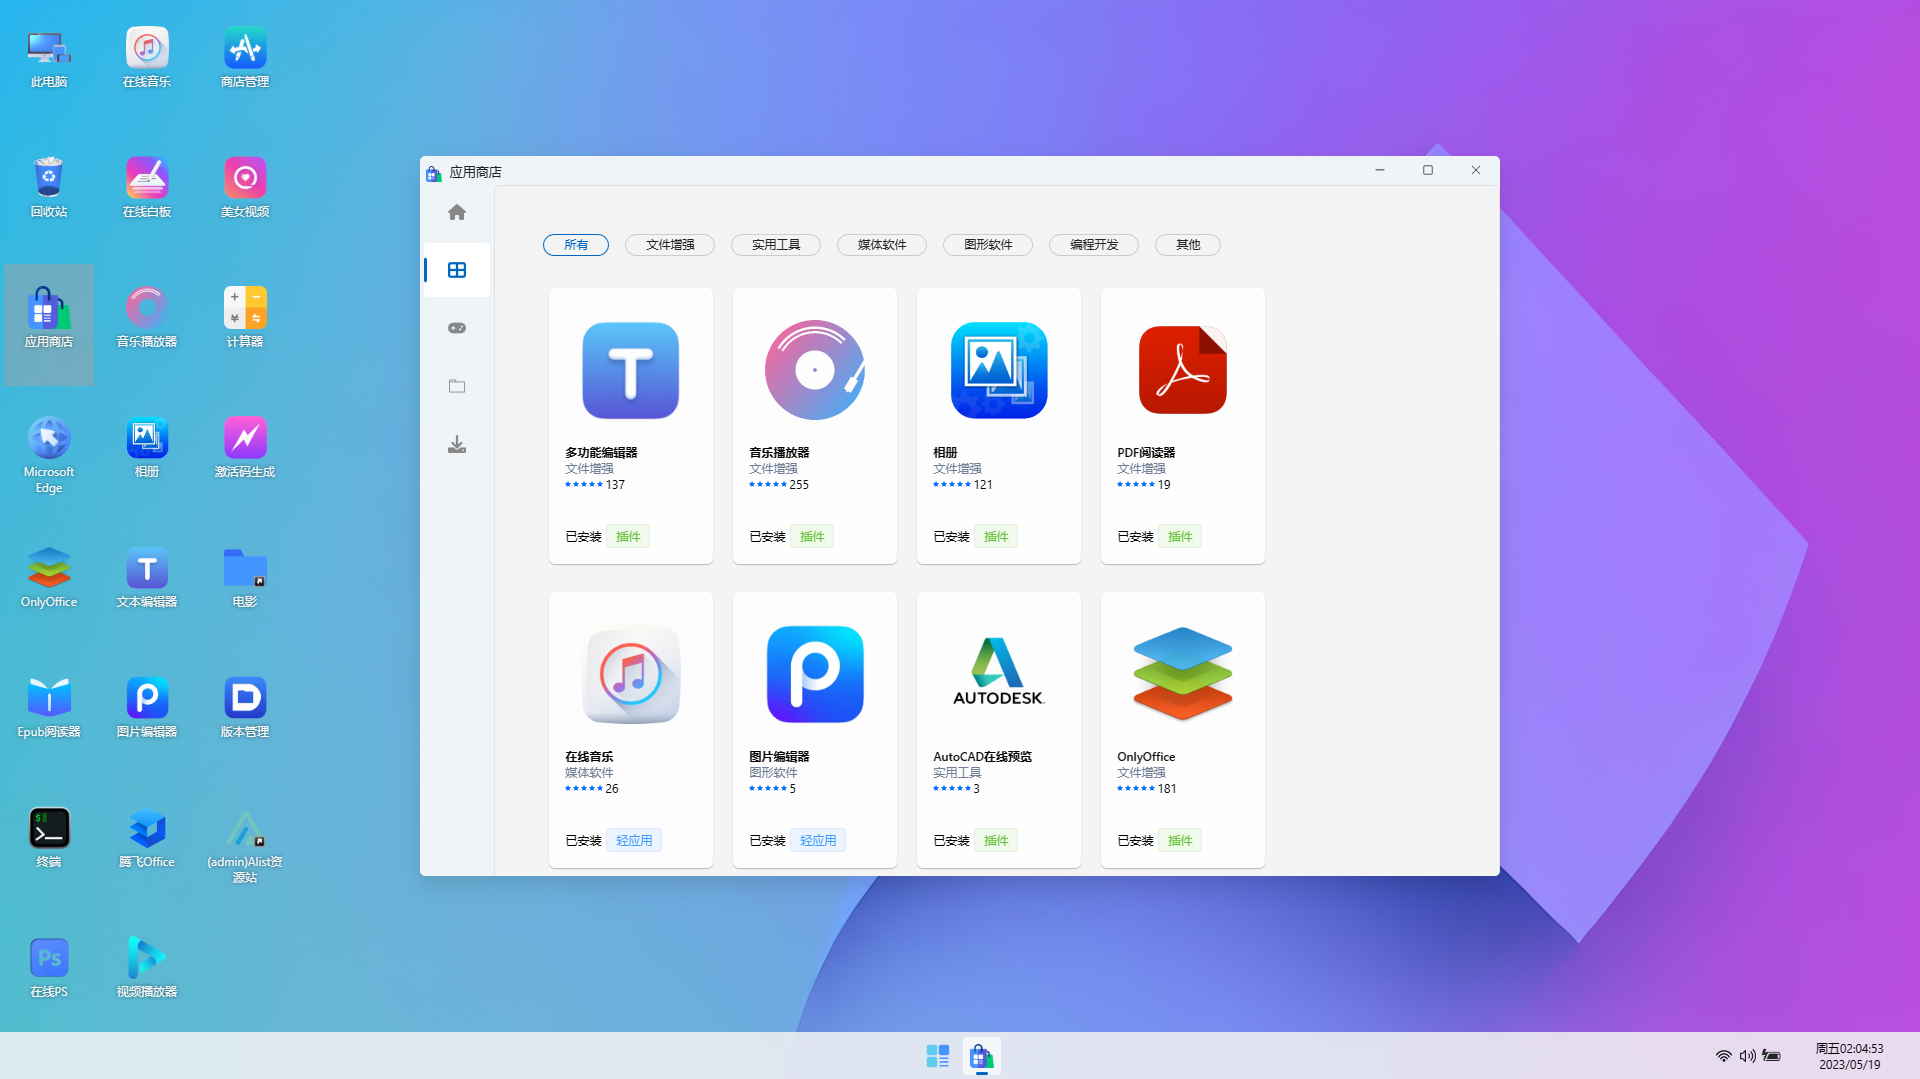 此电脑
在线音乐
商店管理
回收站
在线白板
美女视频
应用商店
音乐播放器
计算器
Microsoft
Edge
相册
激活码生成
OnlyOffice
T
文本编辑器
电影
Epub阅读器
图片编辑器
版本管理
$
>_
终端
腾飞Office
(admin)Alist资
源站
Ps
在线PS
视频播放器
应用商店
所有
文件增强
实用工具
媒体软件
图形软件
编程开发
其他
T
多功能编辑器
文件增强
★★★★★ 137
已安装 插件
音乐播放器
文件增强
★★★★★ 255
已安装 插件
相册
文件增强
★★★★★ 121
已安装 插件
PDF阅读器
文件增强
★★★★★ 19
已安装 插件
在线音乐
媒体软件
★★★★★ 26
已安装 轻应用
图片编辑器
图形软件
★★★★★ 5
已安装 轻应用
AUTODESK.
AutoCAD在线预览
实用工具
★★★★★ 3
已安装 插件
OnlyOffice
文件增强
★★★★★ 181
已安装 插件
周五02:04:53
2023/05/19